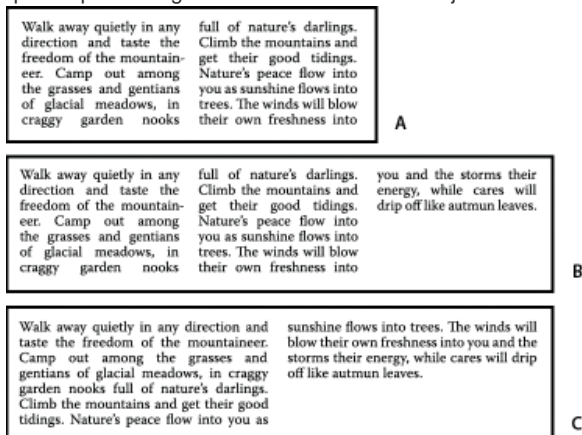 Walk away quietly in any
direction and taste the
freedom of the mountain-
eer. Camp out among
the grasses and gentians
of glacial meadows, in
craggy garden nooks
full of nature's darlings.
Climb the mountains and
get their good tidings.
Nature's peace flow into
you as sunshine flows into
trees. The winds will blow
their own freshness into
A
Walk away quietly in any
direction and taste the
freedom of the mountain-
eer. Camp out among
the grasses and gentians
of glacial meadows, in
craggy garden nooks
full of nature's darlings.
Climb the mountains and
get their good tidings.
Nature's peace flow into
you as sunshine flows into
trees. The winds will blow
their own freshness into
you and the storms their
energy, while cares will
drip off like autmun leaves.
B
Walk away quietly in any direction and
taste the freedom of the mountaineer.
Camp out among the grasses and
gentians of glacial meadows, in craggy
garden nooks full of nature's darlings.
Climb the mountains and get their good
tidings. Nature's peace flow into you as
sunshine flows into trees. The winds will
blow their own freshness into you and the
storms their energy, while cares will drip
off like autmun leaves.
C